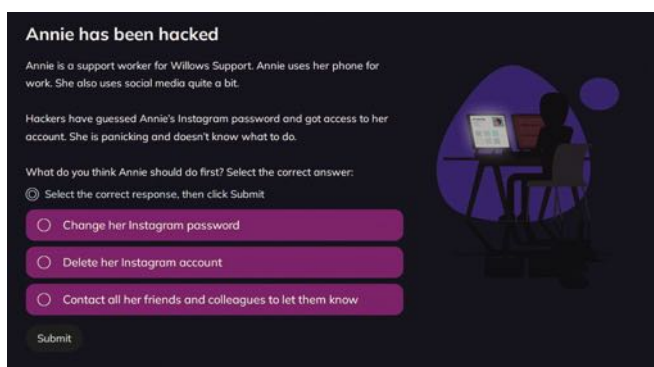 Annie has been hacked
Annie is a support worker for Willows Support. Annie uses her phone for
work. She also uses social media quite a bit.
Hackers have guessed Annie's Instagram password and got access to her
account. She is panicking and doesn't know what to do.
What do you think Annie should do first? Select the correct answer:
Select the correct response, then click Submit
Change her Instagram password
Delete her Instagram account
Contact all her friends and colleagues to let them know
Submit